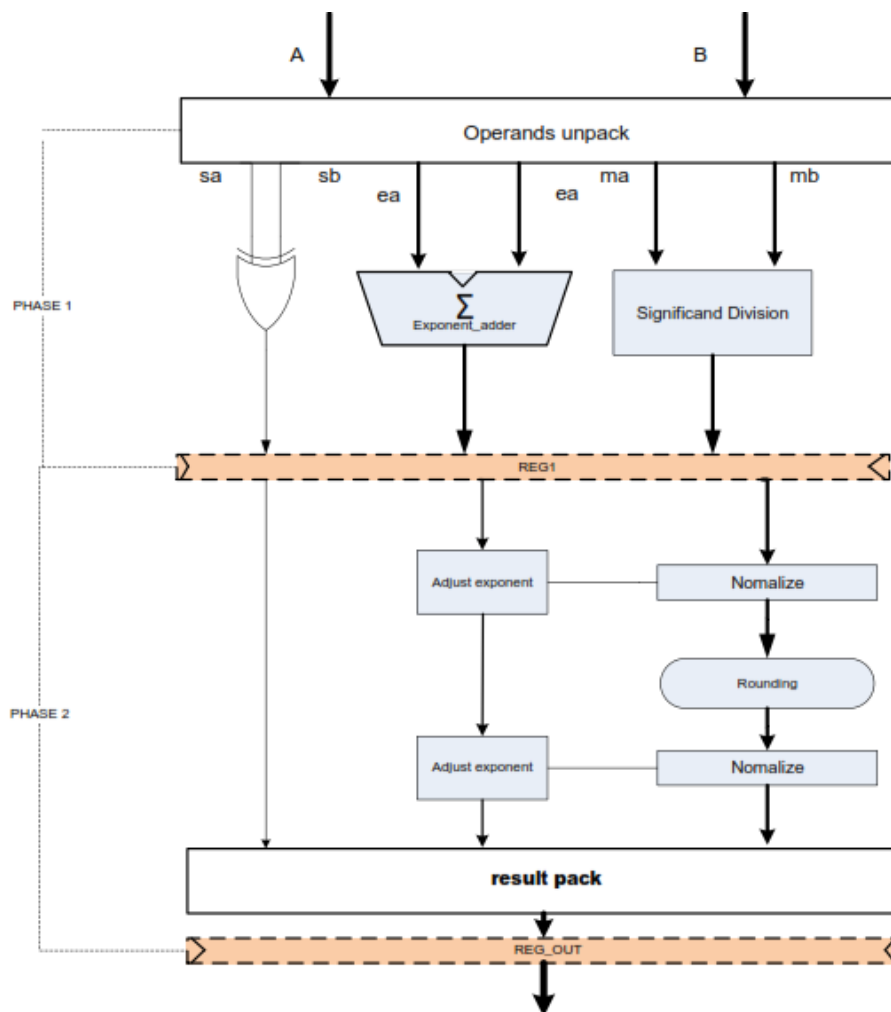 A
B
Operands unpack
sa
sb
ea
ea
ma
mb
PHASE 1
Σ
Exponent_adder
Significand Division
REG1
Adjust exponent
Nomalize
Rounding
PHASE 2
Adjust exponent
Nomalize
result pack
REG_OUT